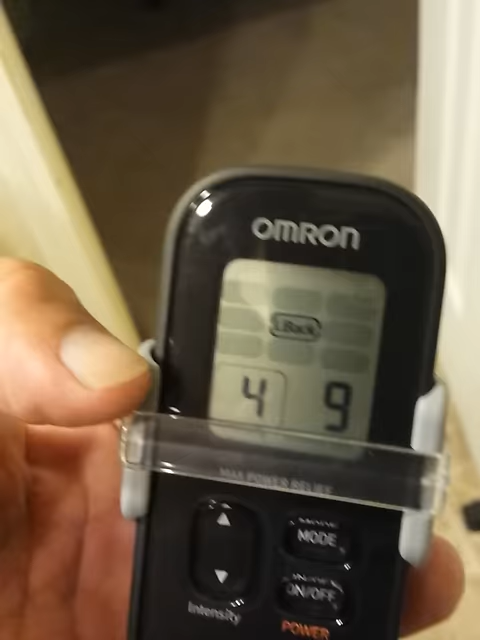 OMRON
L.Back
4 9
MAX POWER RELIEF
MODE
ON/OFF
Intensity
POWER